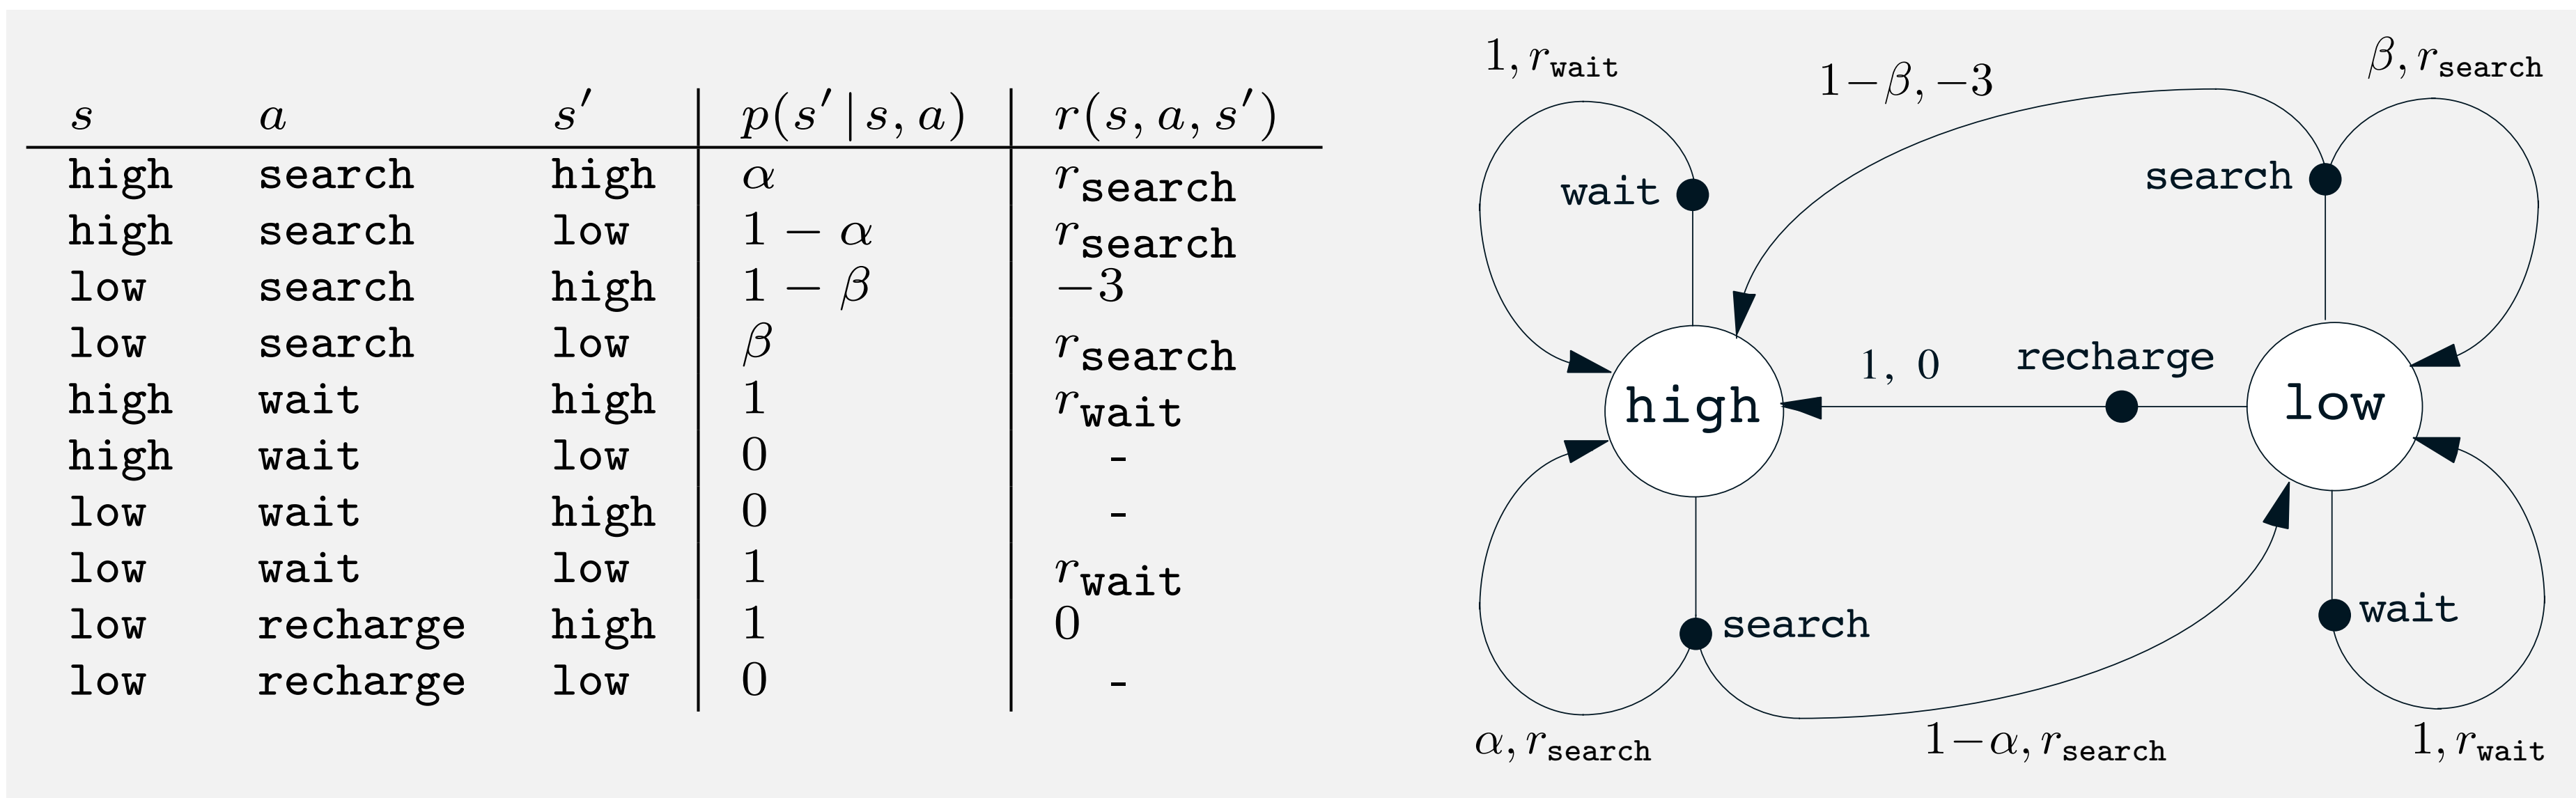 s a s′ p(s′ | s, a) r(s, a, s′)
high search high α r_search
high search low 1 − α r_search
low search high 1 − β −3
low search low β r_search
high wait high 1 r_wait
high wait low 0 -
low wait high 0 -
low wait low 1 r_wait
low recharge high 1 0
low recharge low 0 -
1, r_wait
1−β, −3
β, r_search
wait
search
1, 0
recharge
high
low
search
wait
α, r_search
1−α, r_search
1, r_wait